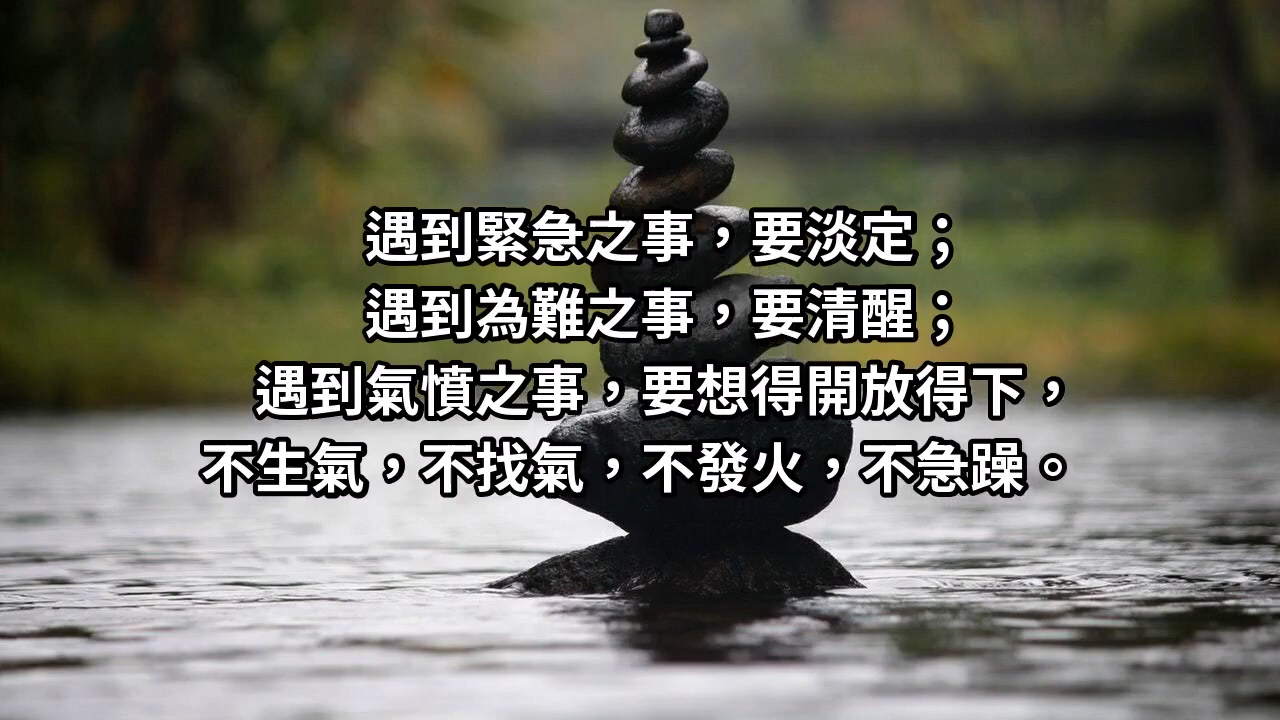 遇到緊急之事，要淡定；
遇到為難之事，要清醒；
遇到氣憤之事，要想得開放得下，
不生氣，不找氣，不發火，不急躁。